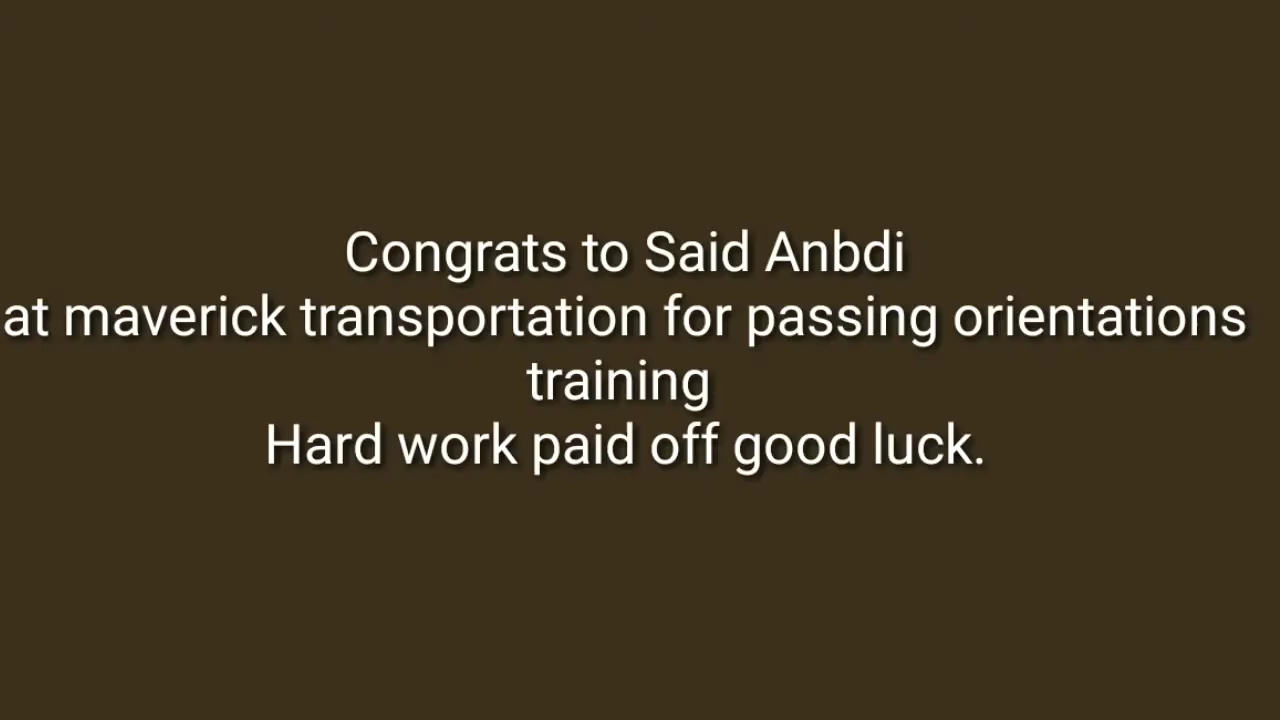 Congrats to Said Anbdi
at maverick transportation for passing orientations
training
Hard work paid off good luck.